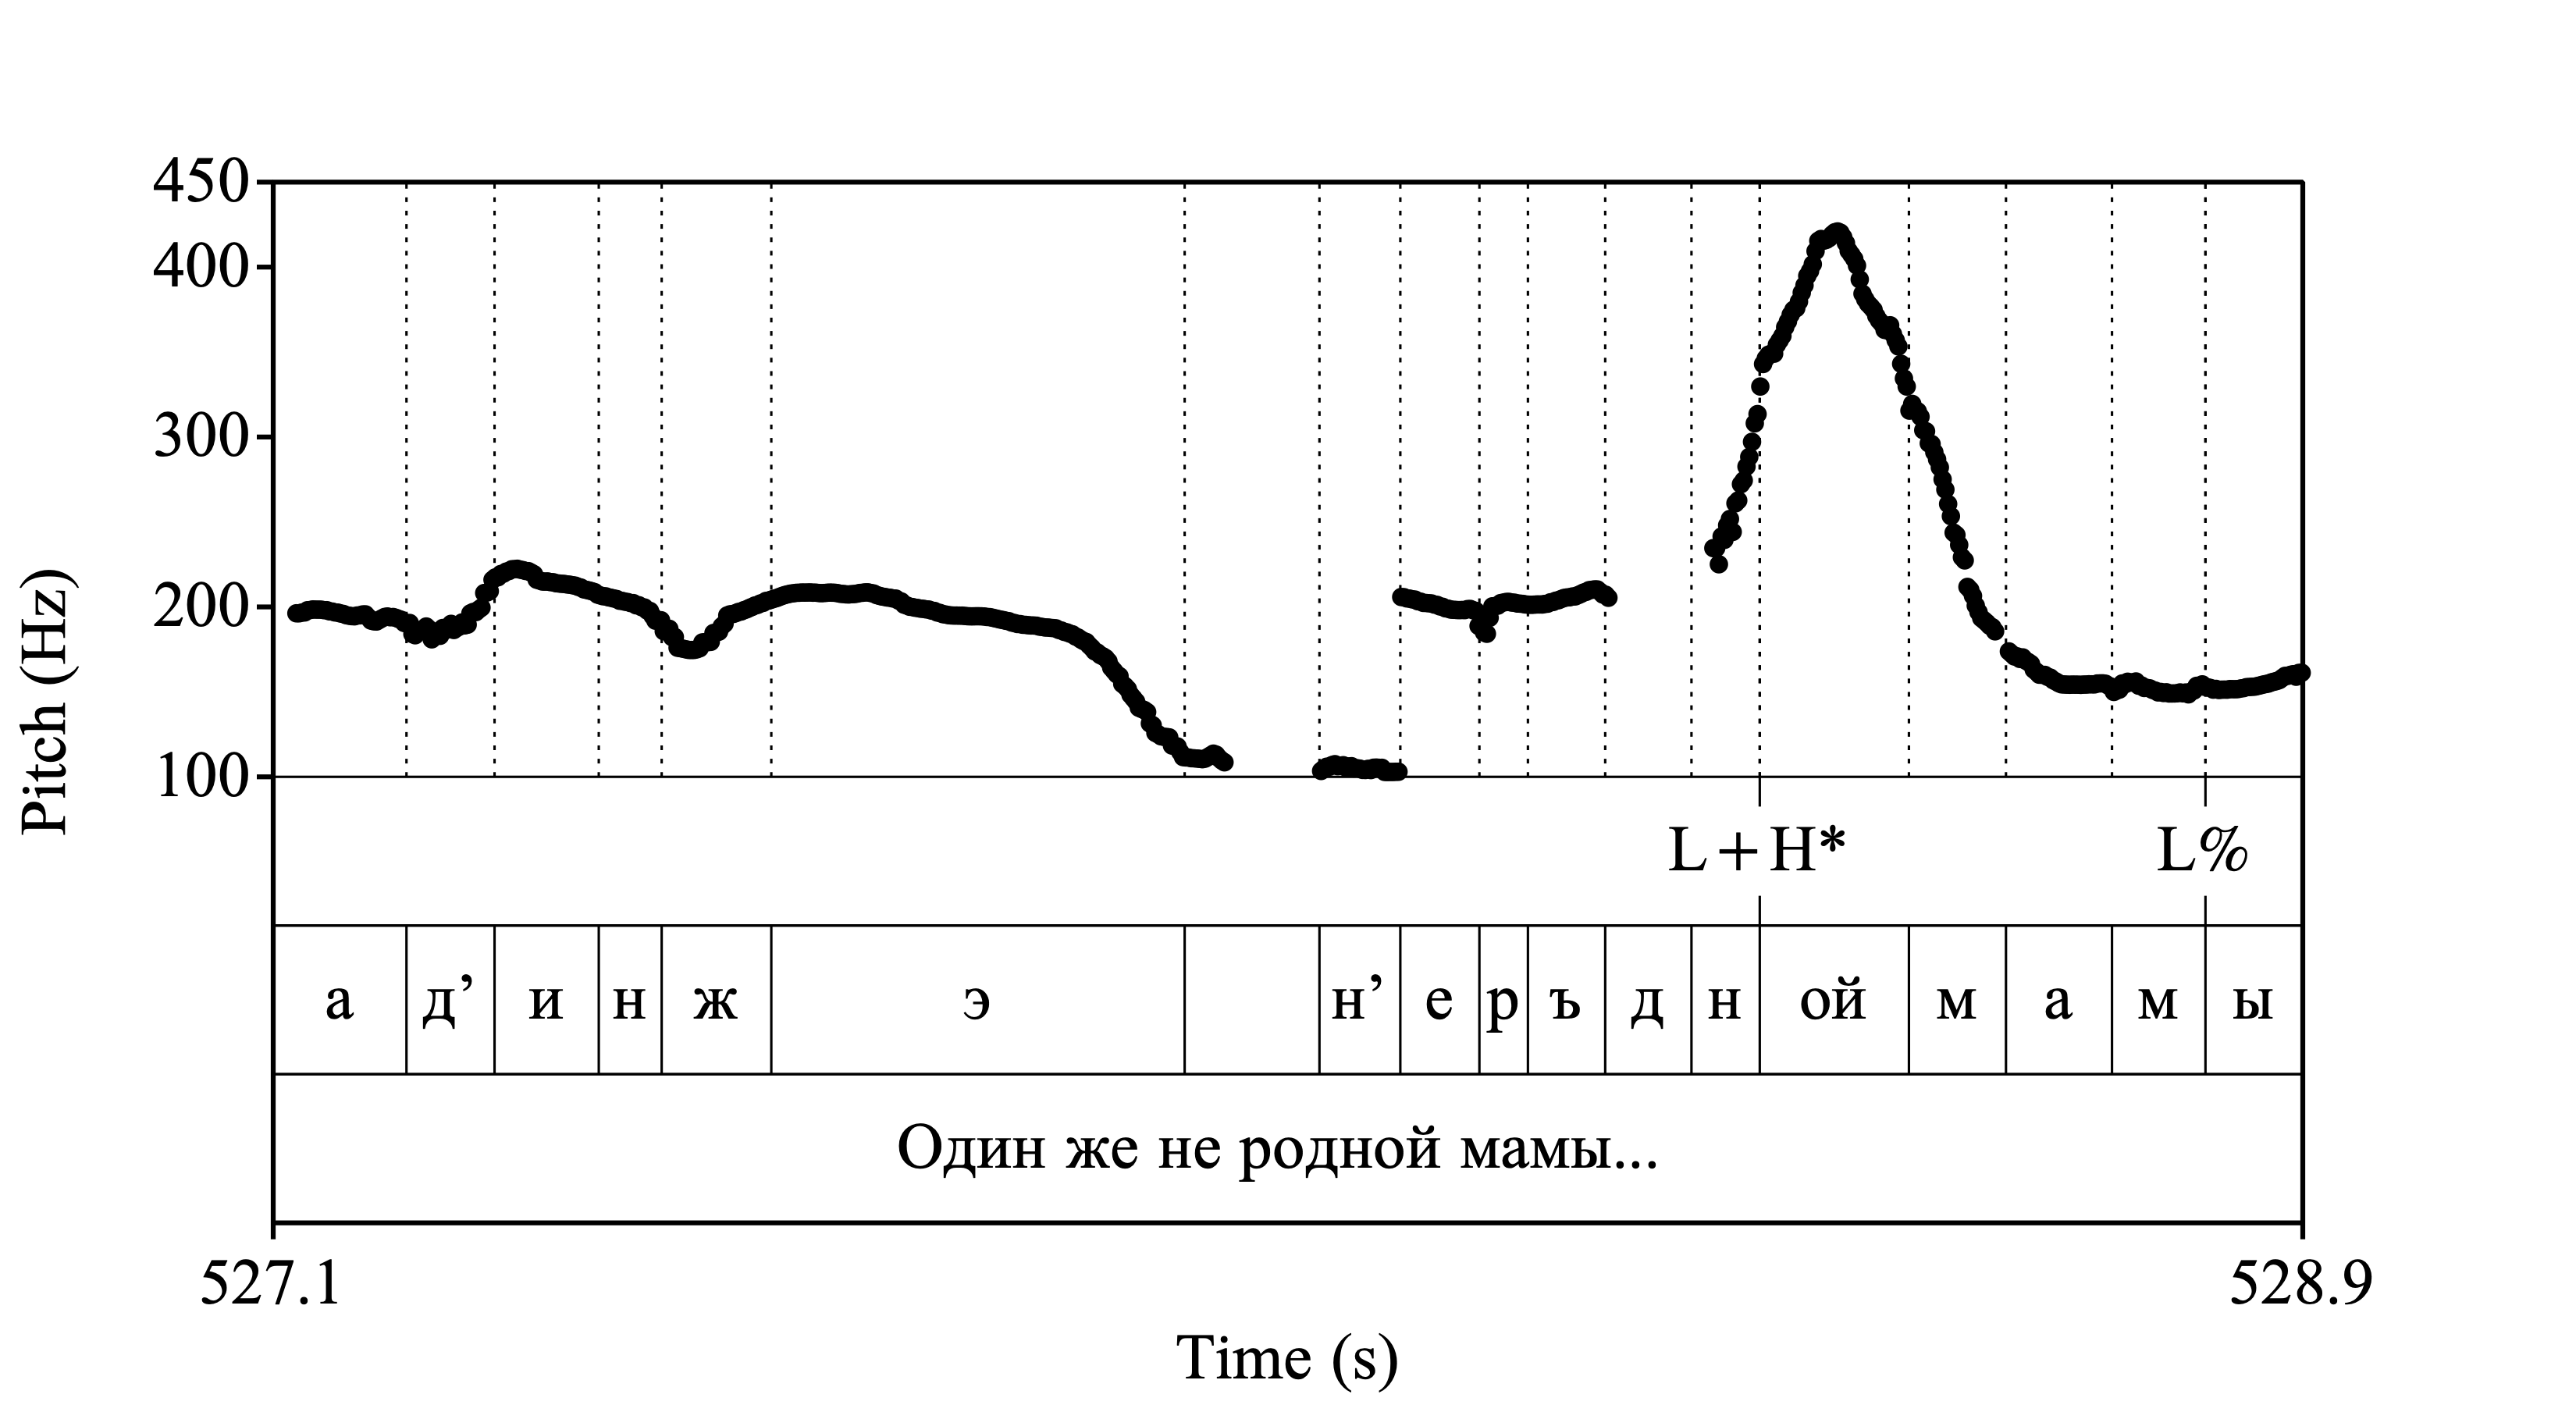 450
400
300
200
100
Pitch (Hz)
L+H* L%
а д’ и н ж э н’ е р ъ д н ой м а м ы
Один же не родной мамы...
527.1 528.9
Time (s)